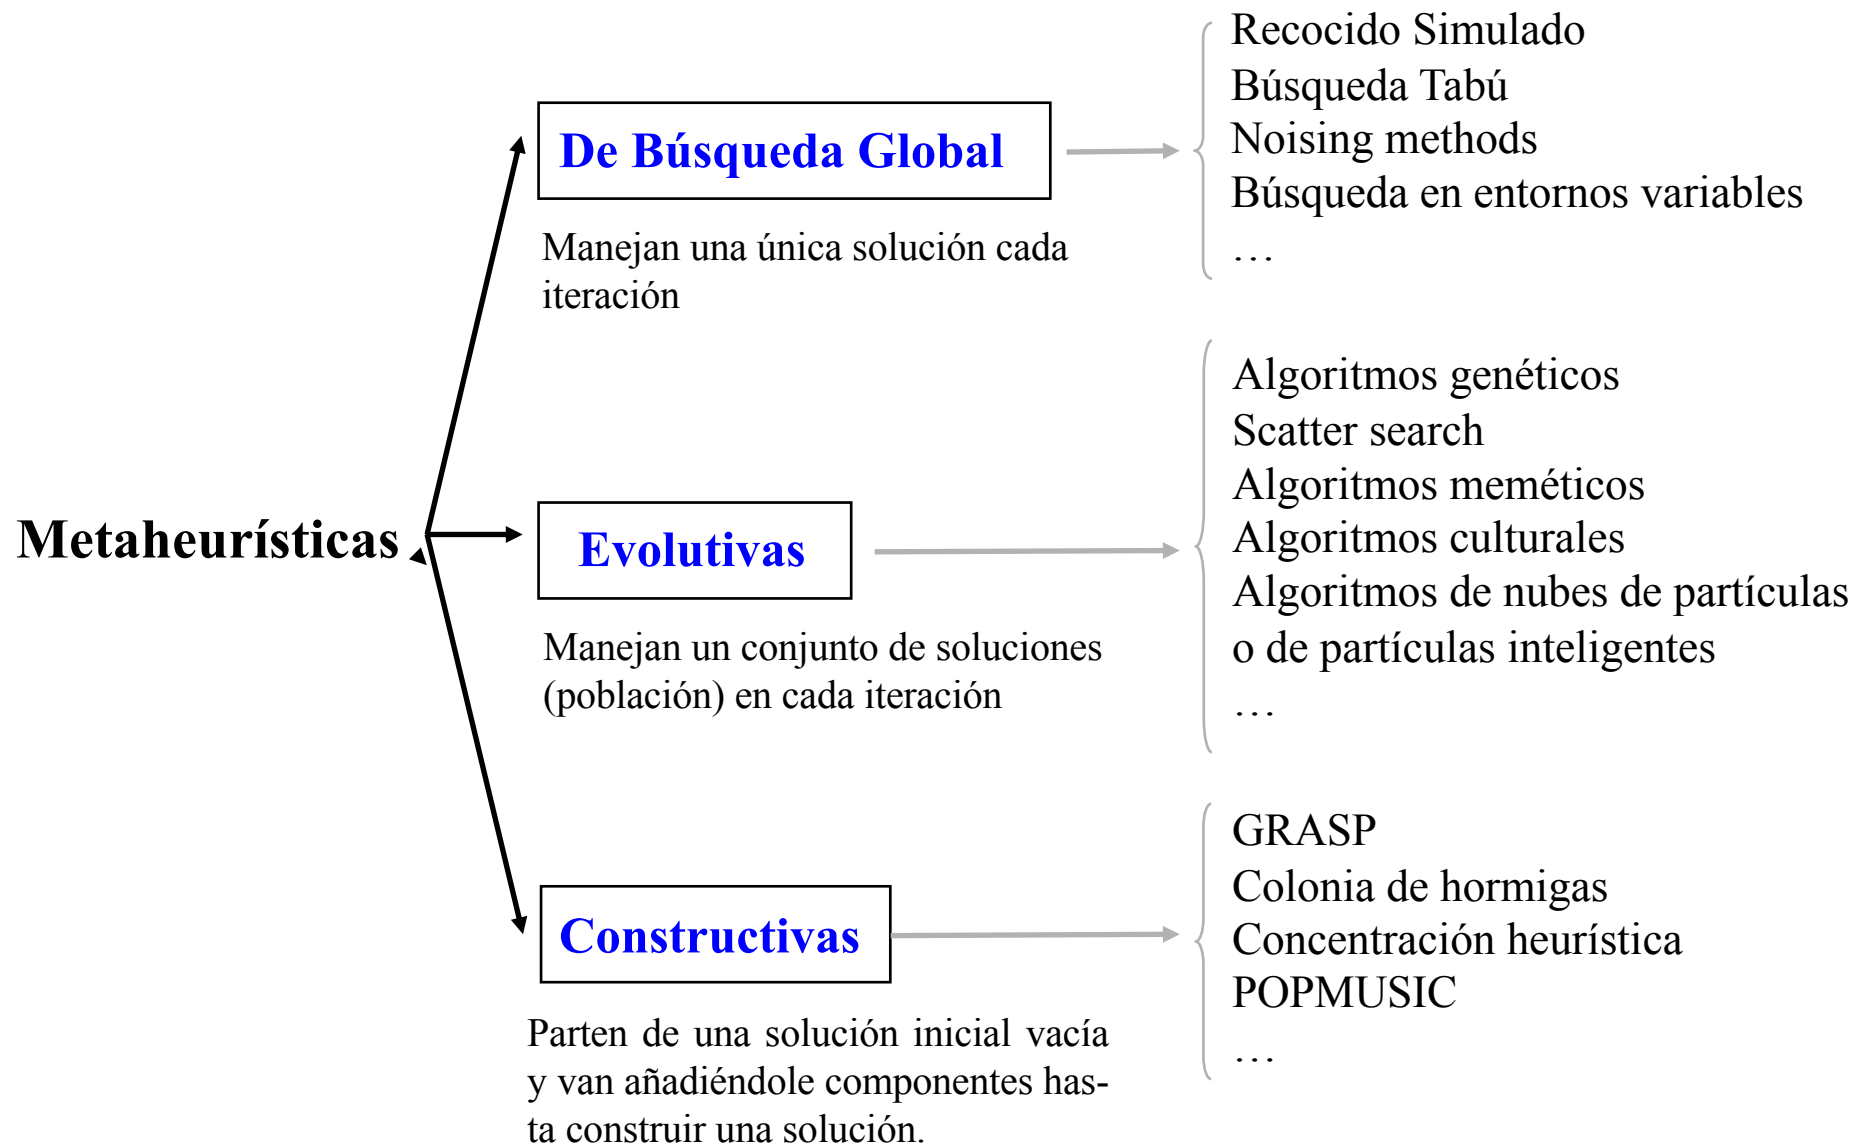 Metaheurísticas
De Búsqueda Global
Manejan una única solución cada
iteración
Recocido Simulado
Búsqueda Tabú
Noising methods
Búsqueda en entornos variables
…
Evolutivas
Manejan un conjunto de soluciones
(población) en cada iteración
Algoritmos genéticos
Scatter search
Algoritmos meméticos
Algoritmos culturales
Algoritmos de nubes de partículas
o de partículas inteligentes
…
Constructivas
Parten de una solución inicial vacía
y van añadiéndole componentes has-
ta construir una solución.
GRASP
Colonia de hormigas
Concentración heurística
POPMUSIC
…